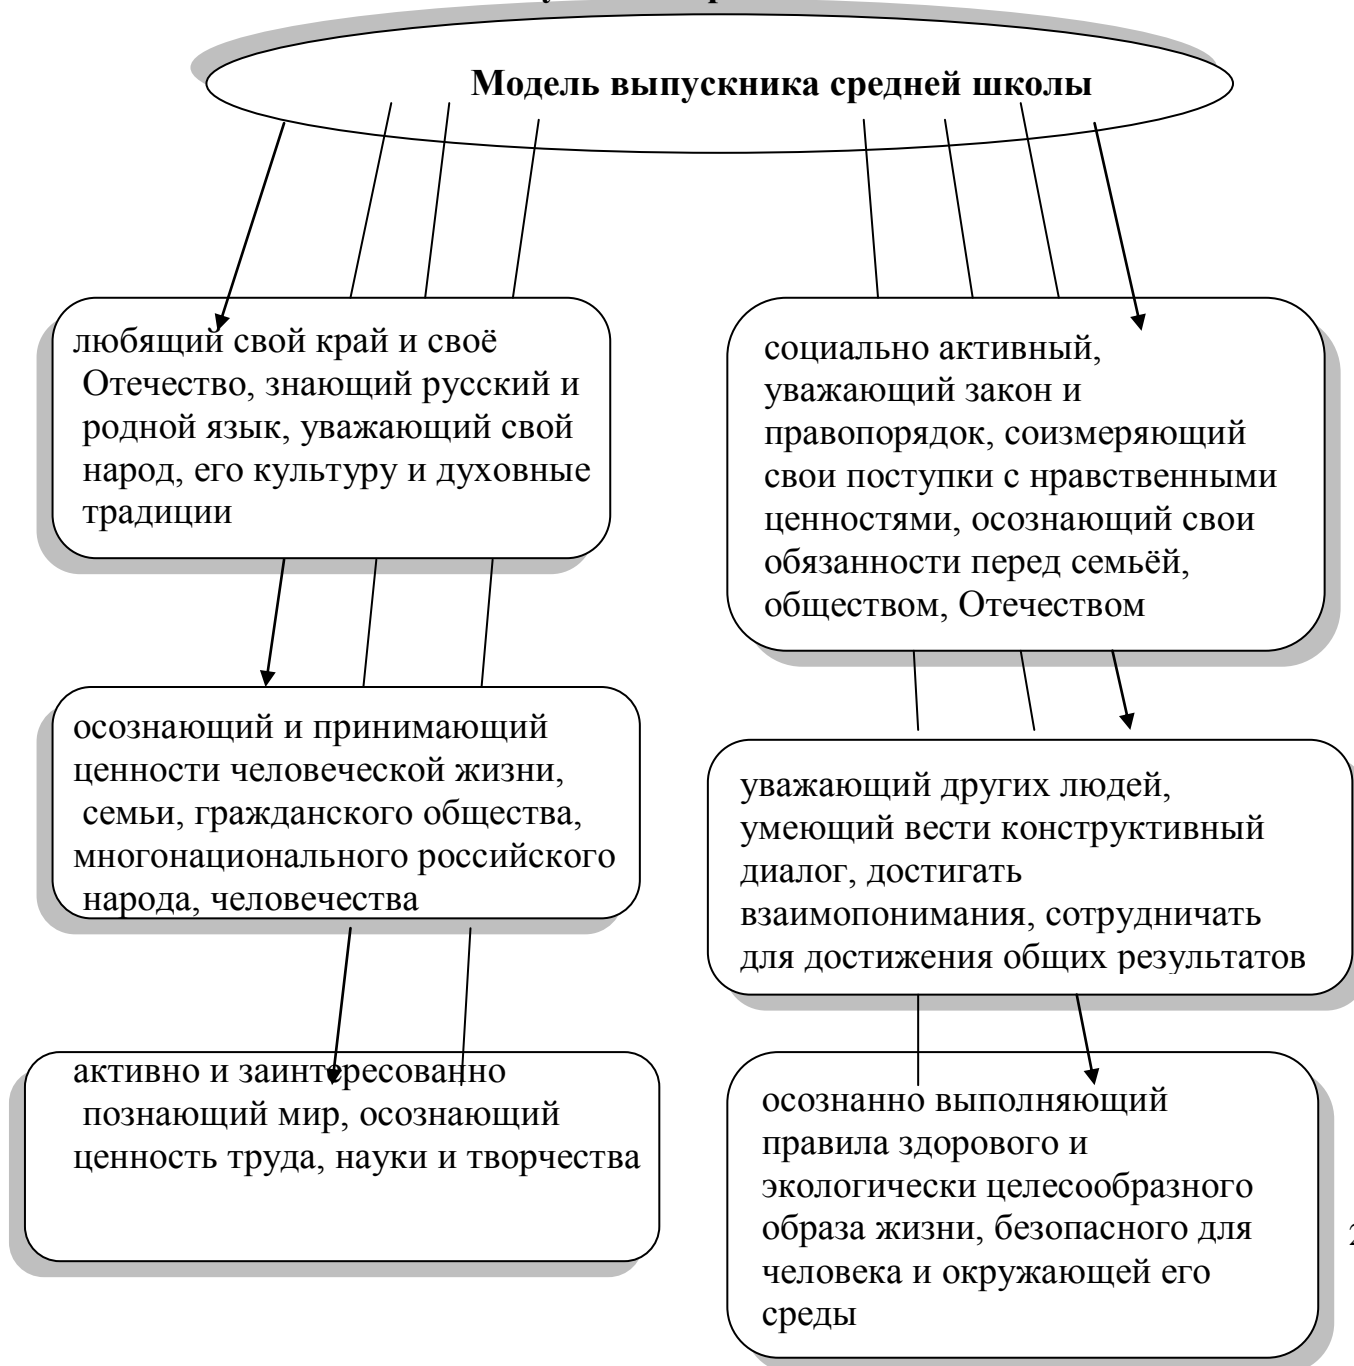 Модель выпускника средней школы
любящий свой край и своё
Отечество, знающий русский и
родной язык, уважающий свой
народ, его культуру и духовные
традиции
социально активный,
уважающий закон и
правопорядок, соизмеряющий
свои поступки с нравственными
ценностями, осознающий свои
обязанности перед семьёй,
обществом, Отечеством
осознающий и принимающий
ценности человеческой жизни,
семьи, гражданского общества,
многонационального российского
народа, человечества
уважающий других людей,
умеющий вести конструктивный
диалог, достигать
взаимопонимания, сотрудничать
для достижения общих результатов
активно и заинтересованно
познающий мир, осознающий
ценность труда, науки и творчества
осознанно выполняющий
правила здорового и
экологически целесообразного
образа жизни, безопасного для
человека и окружающей его
среды